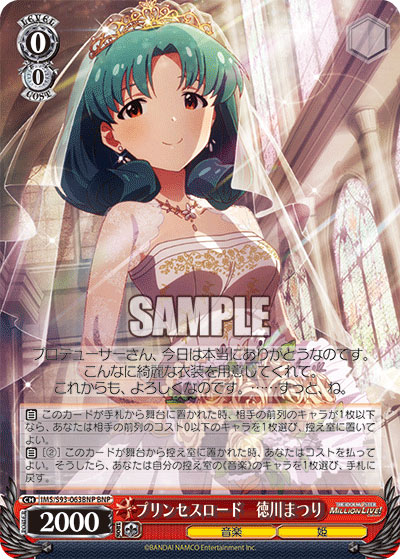 LEVEL
0
0
COST
SAMPLE
プロデューサーさん、今日は本当にありがとうなのです。
こんなに綺麗な衣装を用意してくれて。
これからも、よろしくなのです。……ずっと、ね。
自 このカードが手札から舞台に置かれた時、相手の前列のキャラが1枚以下
なら、あなたは相手の前列のコスト0以下のキャラを1枚選び、控え室に置いてよ
い。
自 [②] このカードが舞台から控え室に置かれた時、あなたはコストを払って
よい。そうしたら、あなたは自分の控え室の《音楽》のキャラを1枚選び、手札に
戻す。
CH
IMS/S93-063BNP BNP
POWER
2000
SOUL
プリンセスロード 徳川まつり
THE IDOLM@STER
MILLION LIVE!
音楽
姫
©BANDAI NAMCO Entertainment Inc.